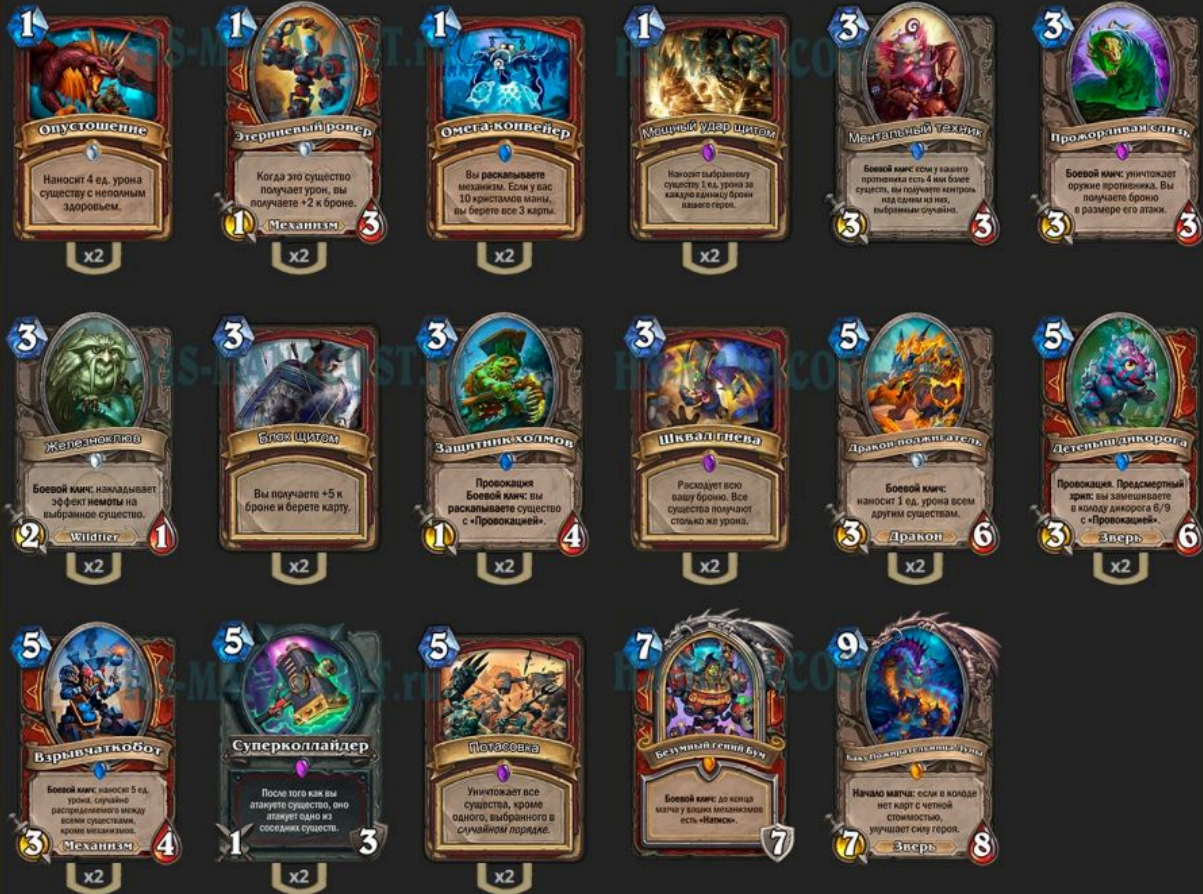 1
Опустошение
Наносит 4 ед. урона
существу с неполным
здоровьем.
x2
1
Этерниевый ровер
Когда это существо
получает урон, вы
получаете +2 к броне.
1
Механизм
3
x2
1
Омега-конвейер
Вы раскапываете
механизм. Если у вас
10 кристаллов маны,
вы берете все 3 карты.
x2
1
Мощный удар щитом
Наносит выбранному
существу 1 ед. урона за
каждую единицу брони
вашего героя.
x2
3
Ментальный техник
Боевой клич: если у вашего
противника есть 4 или более
существ, вы получаете контроль
над одним из них,
выбранным случайно.
3
3
3
Прожорливая слизь
Боевой клич: уничтожает
оружие противника. Вы
получаете броню
в размере его атаки.
3
3
3
Железноклюв
Боевой клич: накладывает
эффект немоты на
выбранное существо.
2
Wildtier
1
x2
3
Блок щитом
Вы получаете +5 к
броне и берете карту.
x2
3
Защитник холмов
Провокация
Боевой клич: вы
раскапываете существо
с «Провокацией».
1
4
x2
3
Шквал гнева
Расходует всю
вашу броню. Все
существа получают
столько же урона.
x2
5
Дракон-поджигатель
Боевой клич:
наносит 1 ед. урона всем
другим существам.
3
Дракон
6
x2
5
Детеныш дикорога
Провокация. Предсмертный
хрип: вы замешиваете
в колоду дикорога 6/9
с «Провокацией».
3
Зверь
6
x2
5
Взрывчаткобот
Боевой клич: наносит 5 ед.
урона, случайно
распределяемого между
всеми существами,
кроме механизмов.
3
Механизм
4
x2
5
Суперколлайдер
После того как вы
атакуете существо, оно
атакует одно из
соседних существ.
1
3
x2
5
Потасовка
Уничтожает все
существа, кроме
одного, выбранного в
случайном порядке.
x2
7
Безумный гений Бум
Боевой клич: до конца
матча у ваших механизмов
есть «Натиск».
7
9
Баку Пожирательница Луны
Начало матча: если в колоде
нет карт с четной
стоимостью,
улучшает силу героя.
7
Зверь
8